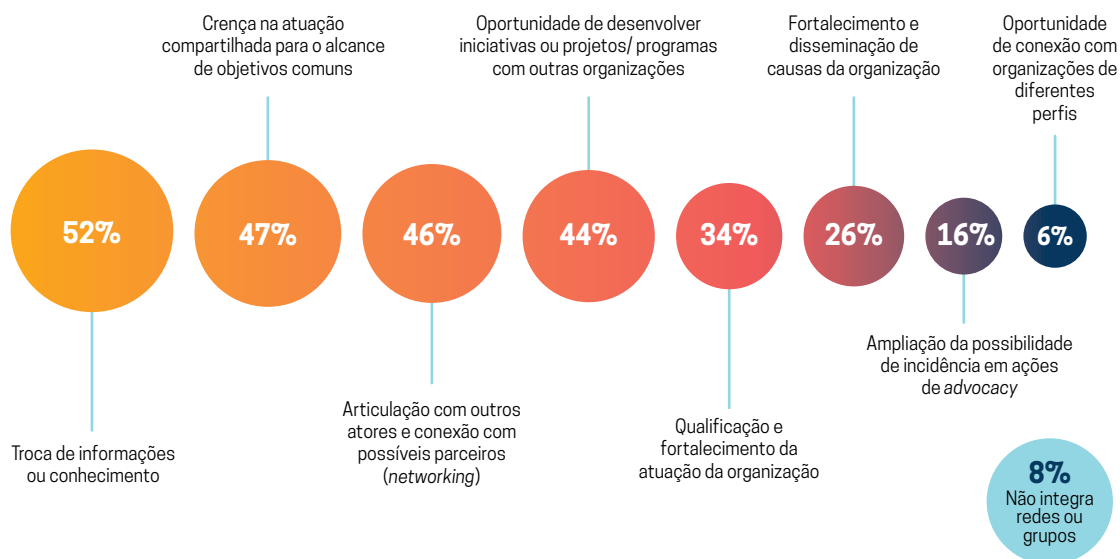 Crença na atuação
compartilhada para o alcance
de objetivos comuns
Oportunidade de desenvolver
iniciativas ou projetos/ programas
com outras organizações
Fortalecimento e
disseminação de
causas da organização
Oportunidade
de conexão com
organizações de
diferentes
perfis
52%
47%
46%
44%
34%
26%
16%
6%
Troca de informações
ou conhecimento
Articulação com outros
atores e conexão com
possíveis parceiros
(networking)
Qualificação e
fortalecimento da
atuação da organização
Ampliação da possibilidade
de incidência em ações
de advocacy
8%
Não integra
redes ou
grupos